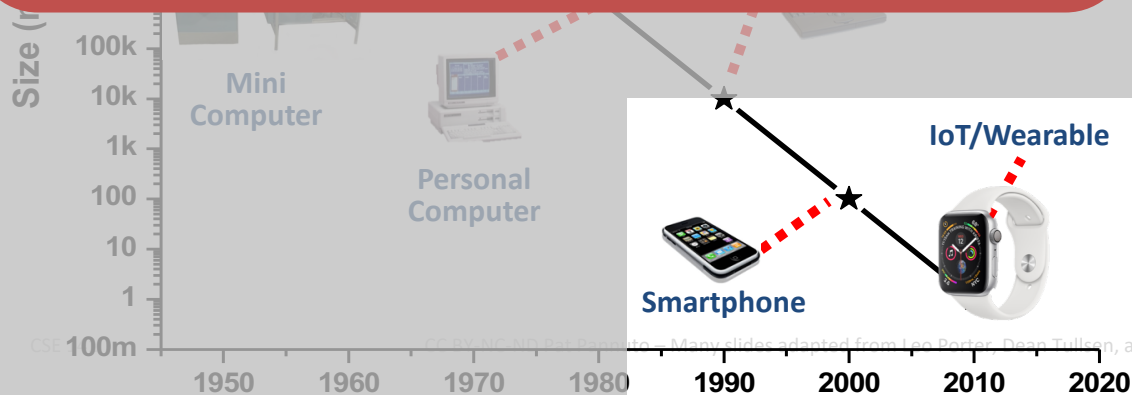 Size (
100k
10k
1k
100
10
1
100m
Mini
Computer
Personal
Computer
IoT/Wearable
Smartphone
CSE
CC BY-NC-ND Pat Pannuto – Many slides adapted from Leo Porter, Dean Tullsen, a
1950
1960
1970
1980
1990
2000
2010
2020